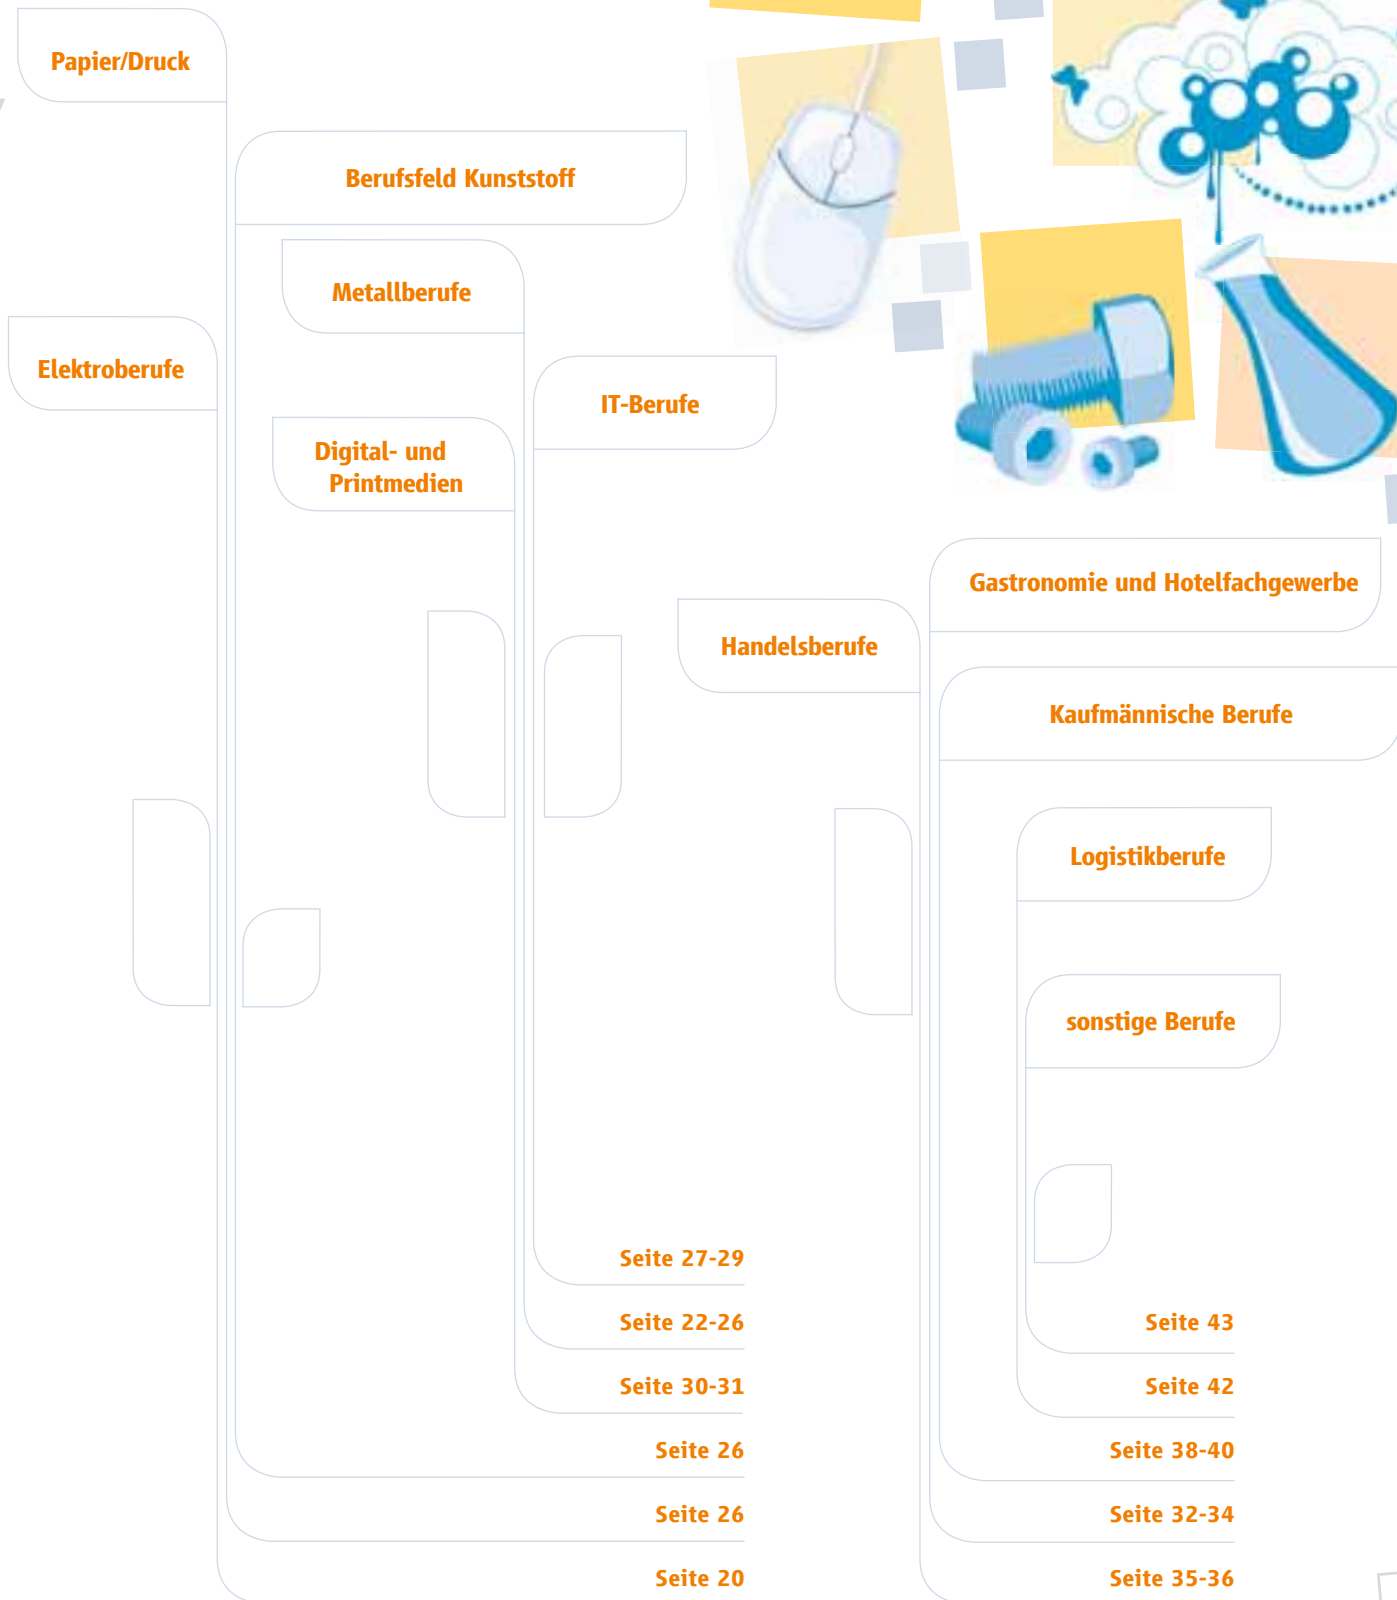 Papier/Druck
Berufsfeld Kunststoff
Metallberufe
Elektroberufe
IT-Berufe
Digital- und
Printmedien
Gastronomie und Hotelfachgewerbe
Handelsberufe
Kaufmännische Berufe
Logistikberufe
sonstige Berufe
Seite 27-29
Seite 22-26
Seite 30-31
Seite 26
Seite 26
Seite 20
Seite 43
Seite 42
Seite 38-40
Seite 32-34
Seite 35-36